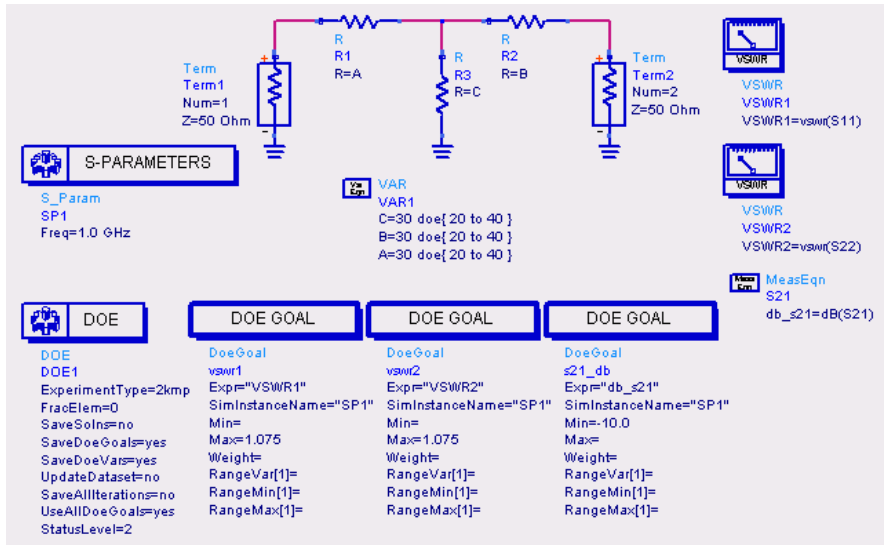 R
R1
R=A
R
R2
R=B
R
R3
R=C
+
Term
Term1
Num=1
Z=50 Ohm
-
+
Term
Term2
Num=2
Z=50 Ohm
-
VSWR
VSWR
VSWR1
VSWR1=vswr(S11)
VSWR
VSWR
VSWR2
VSWR2=vswr(S22)
S-PARAMETERS
S_Param
SP1
Freq=1.0 GHz
Var
Eqn
VAR
VAR1
C=30 doe{ 20 to 40 }
B=30 doe{ 20 to 40 }
A=30 doe{ 20 to 40 }
Meas
Eqn
MeasEqn
S21
db_s21=dB(S21)
DOE
DOE
DOE1
ExperimentType=2kmp
FracElem=0
SaveSolns=no
SaveDoeGoals=yes
SaveDoeVars=yes
UpdateDataset=no
SaveAllIterations=no
UseAllDoeGoals=yes
StatusLevel=2
DOE GOAL
DoeGoal
vswr1
Expr="VSWR1"
SimInstanceName="SP1"
Min=
Max=1.075
Weight=
RangeVar[1]=
RangeMin[1]=
RangeMax[1]=
DOE GOAL
DoeGoal
vswr2
Expr="VSWR2"
SimInstanceName="SP1"
Min=
Max=1.075
Weight=
RangeVar[1]=
RangeMin[1]=
RangeMax[1]=
DOE GOAL
DoeGoal
s21_db
Expr="db_s21"
SimInstanceName="SP1"
Min=-10.0
Max=
Weight=
RangeVar[1]=
RangeMin[1]=
RangeMax[1]=